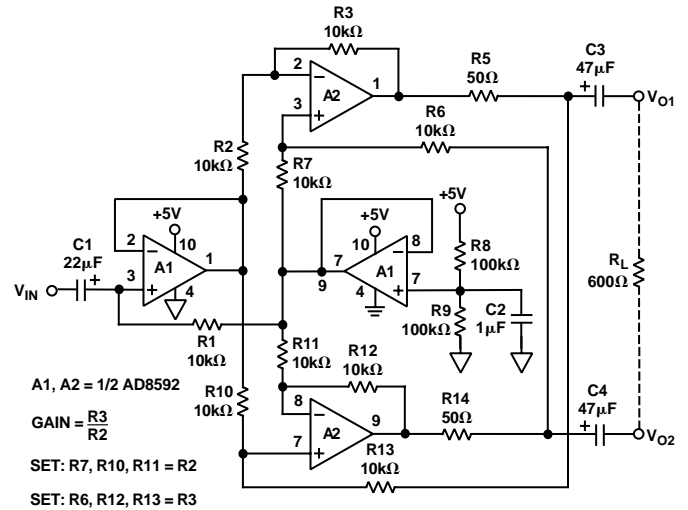 R3
10kΩ
2
1
A2
3
R5
50Ω
C3
47μF
+
VO1
R6
10kΩ
R2
10kΩ
R7
10kΩ
+5V
+5V
+5V
2
10
A1
1
3
4
C1
22μF
+
VIN
7
9
10
8
A1
4
7
R8
100kΩ
R9
100kΩ
C2
1μF
RL
600Ω
R1
10kΩ
R11
10kΩ
R12
10kΩ
R10
10kΩ
8
A2
9
7
R14
50Ω
C4
47μF
+
VO2
R13
10kΩ
A1, A2 = 1/2 AD8592
GAIN = R3
R2
SET: R7, R10, R11 = R2
SET: R6, R12, R13 = R3